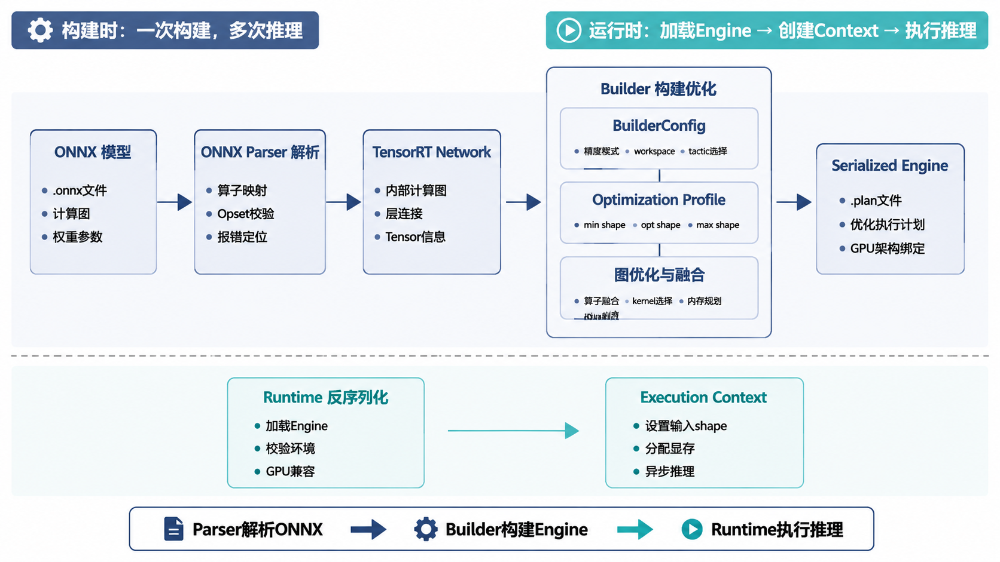 构建时：一次构建，多次推理
运行时：加载Engine → 创建Context → 执行推理
ONNX 模型
.onnx文件
计算图
权重参数
ONNX Parser 解析
算子映射
Opset校验
报错定位
TensorRT Network
内部计算图
层连接
Tensor信息
Builder 构建优化
BuilderConfig
精度模式 • workspace • tactic选择
Optimization Profile
min shape • opt shape • max shape
图优化与融合
算子融合 • kernel选择 • 内存规划
Serialized Engine
.plan文件
优化执行计划
GPU架构绑定
Runtime 反序列化
加载Engine
校验环境
GPU兼容
Execution Context
设置输入shape
分配显存
异步推理
Parser解析ONNX
Builder构建Engine
Runtime执行推理